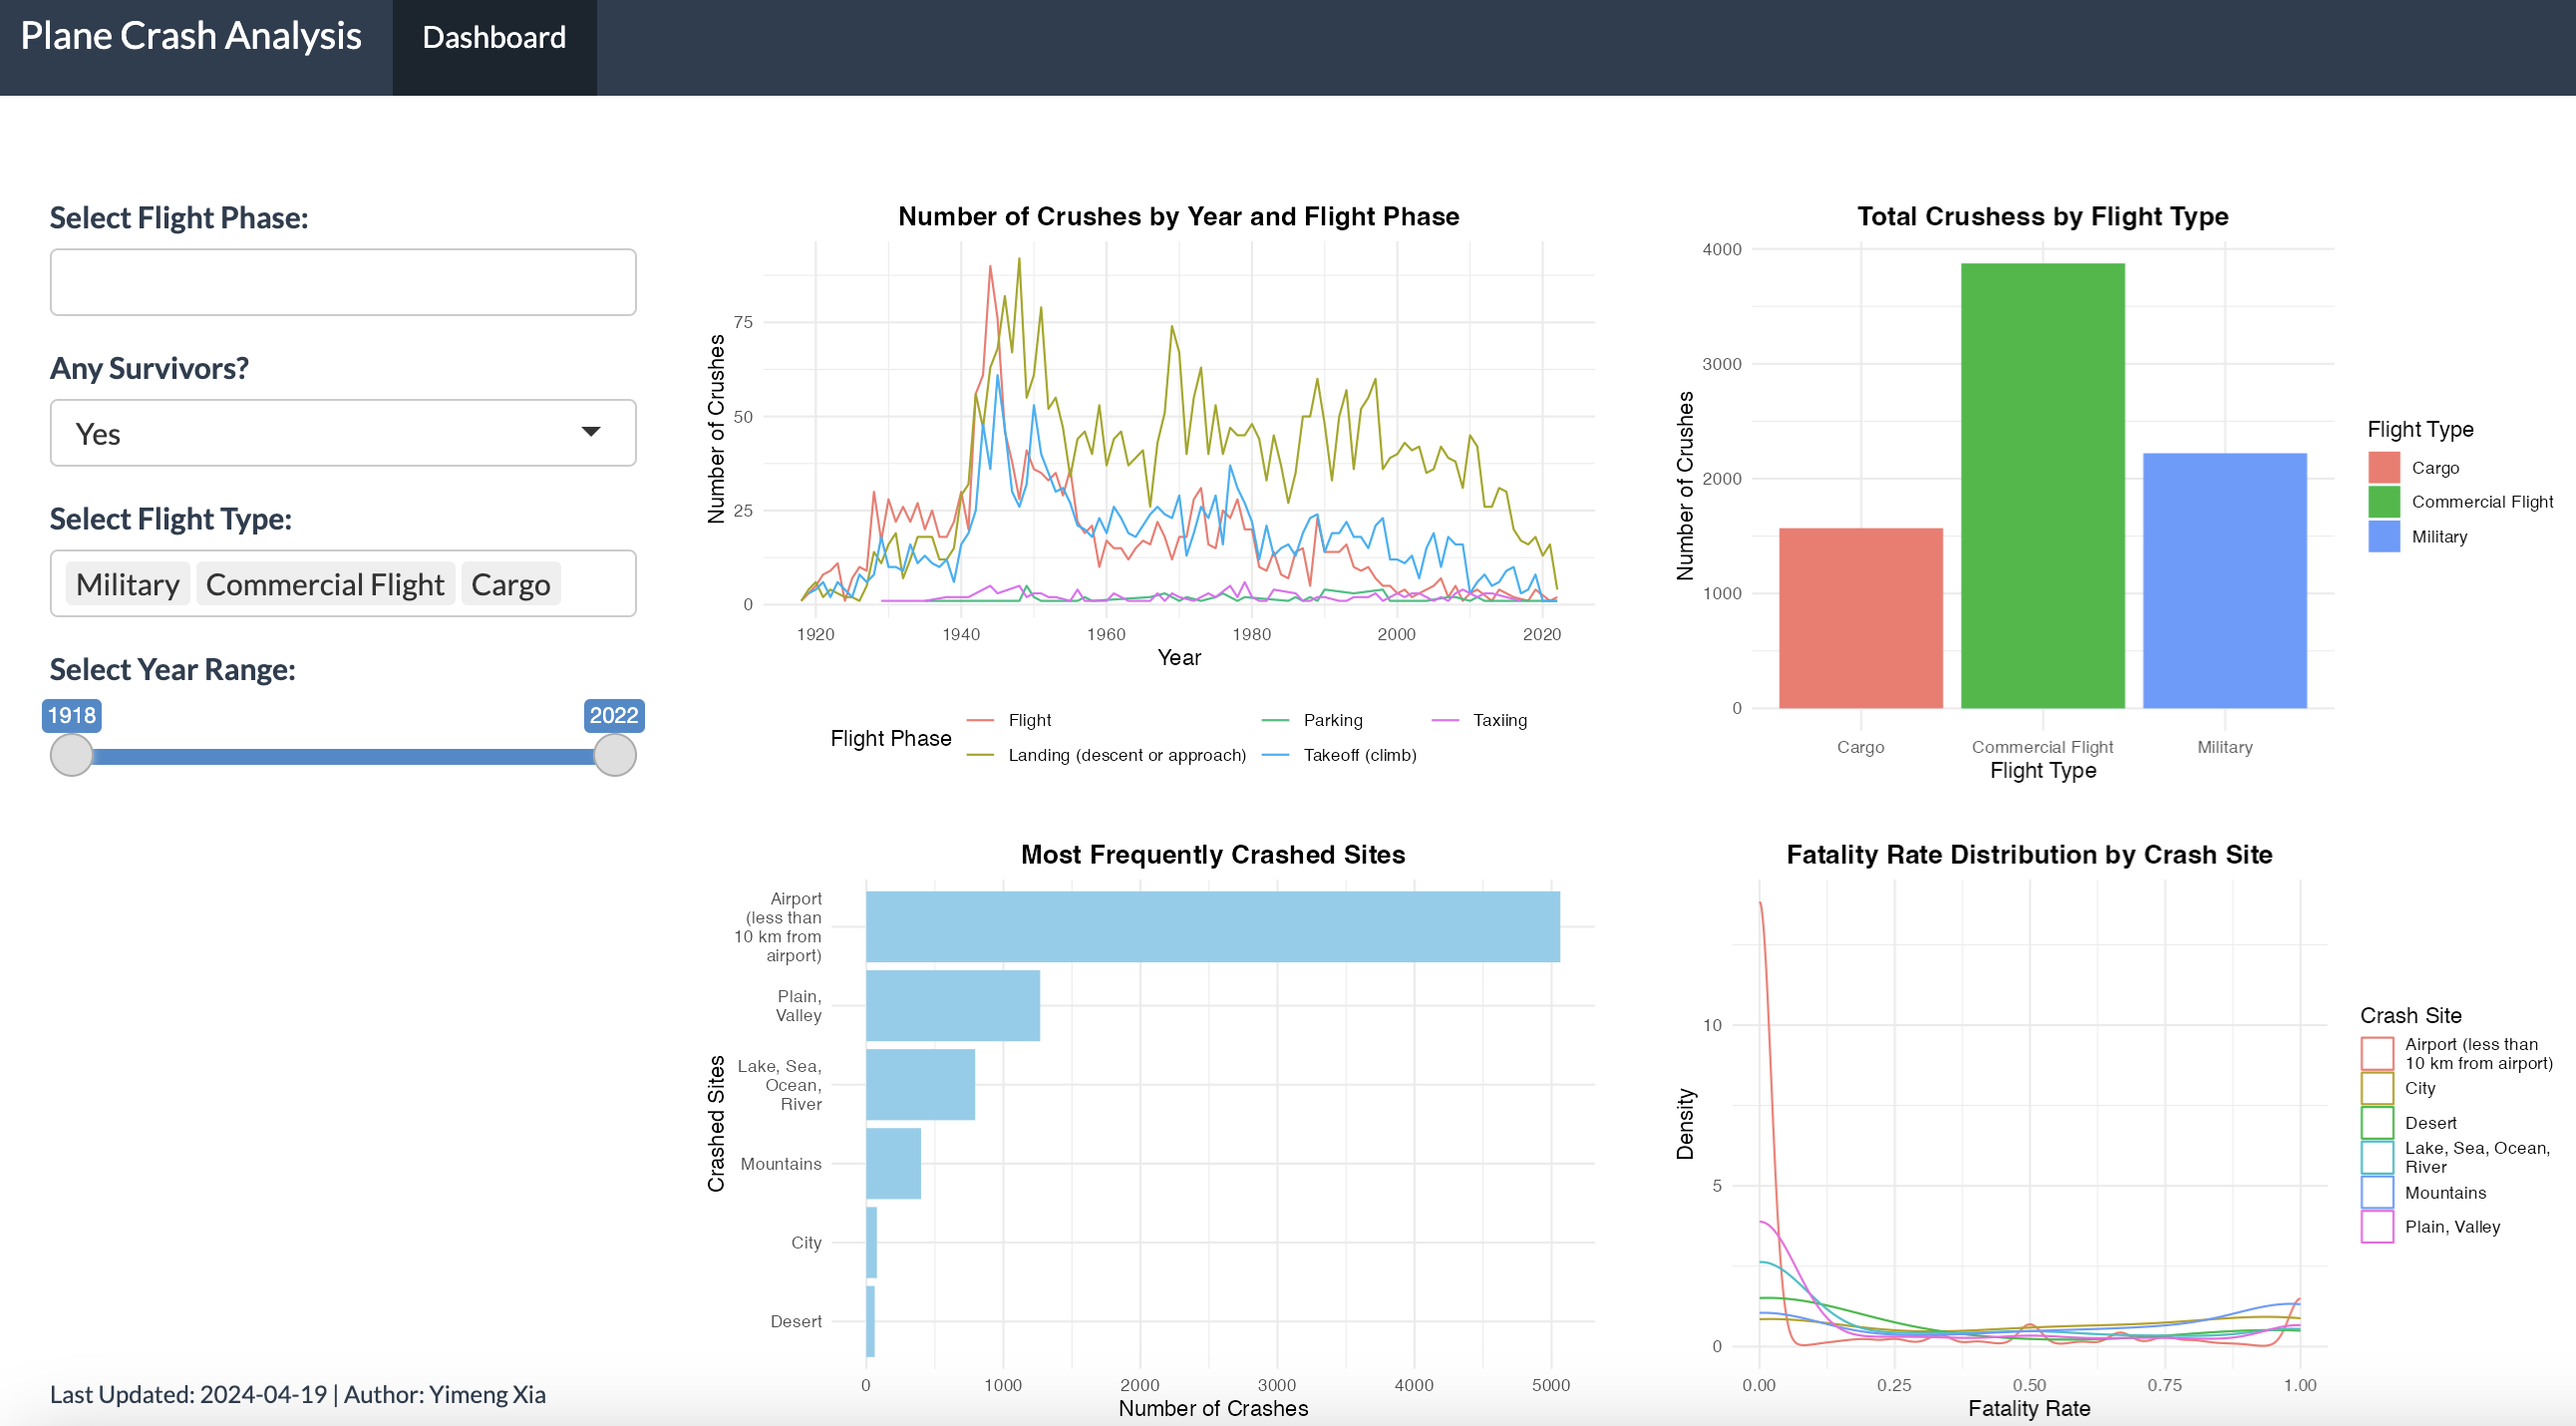 Plane Crash Analysis
Dashboard
Select Flight Phase:
Any Survivors?
Yes
Select Flight Type:
Military
Commercial Flight
Cargo
Select Year Range:
1918
2022
Number of Crushes by Year and Flight Phase
Number of Crushes
75
50
25
0
1920
1940
1960
1980
2000
2020
Year
Flight Phase
Flight
Landing (descent or approach)
Parking
Takeoff (climb)
Taxiing
Total Crushess by Flight Type
Number of Crushes
4000
3000
2000
1000
0
Cargo
Commercial Flight
Military
Flight Type
Flight Type
Cargo
Commercial Flight
Military
Most Frequently Crashed Sites
Crashed Sites
Airport
(less than
10 km from
airport)
Plain,
Valley
Lake, Sea,
Ocean,
River
Mountains
City
Desert
0
1000
2000
3000
4000
5000
Number of Crashes
Fatality Rate Distribution by Crash Site
Density
10
5
0
0.00
0.25
0.50
0.75
1.00
Fatality Rate
Crash Site
Airport (less than
10 km from airport)
City
Desert
Lake, Sea, Ocean,
River
Mountains
Plain, Valley
Last Updated: 2024-04-19 | Author: Yimeng Xia